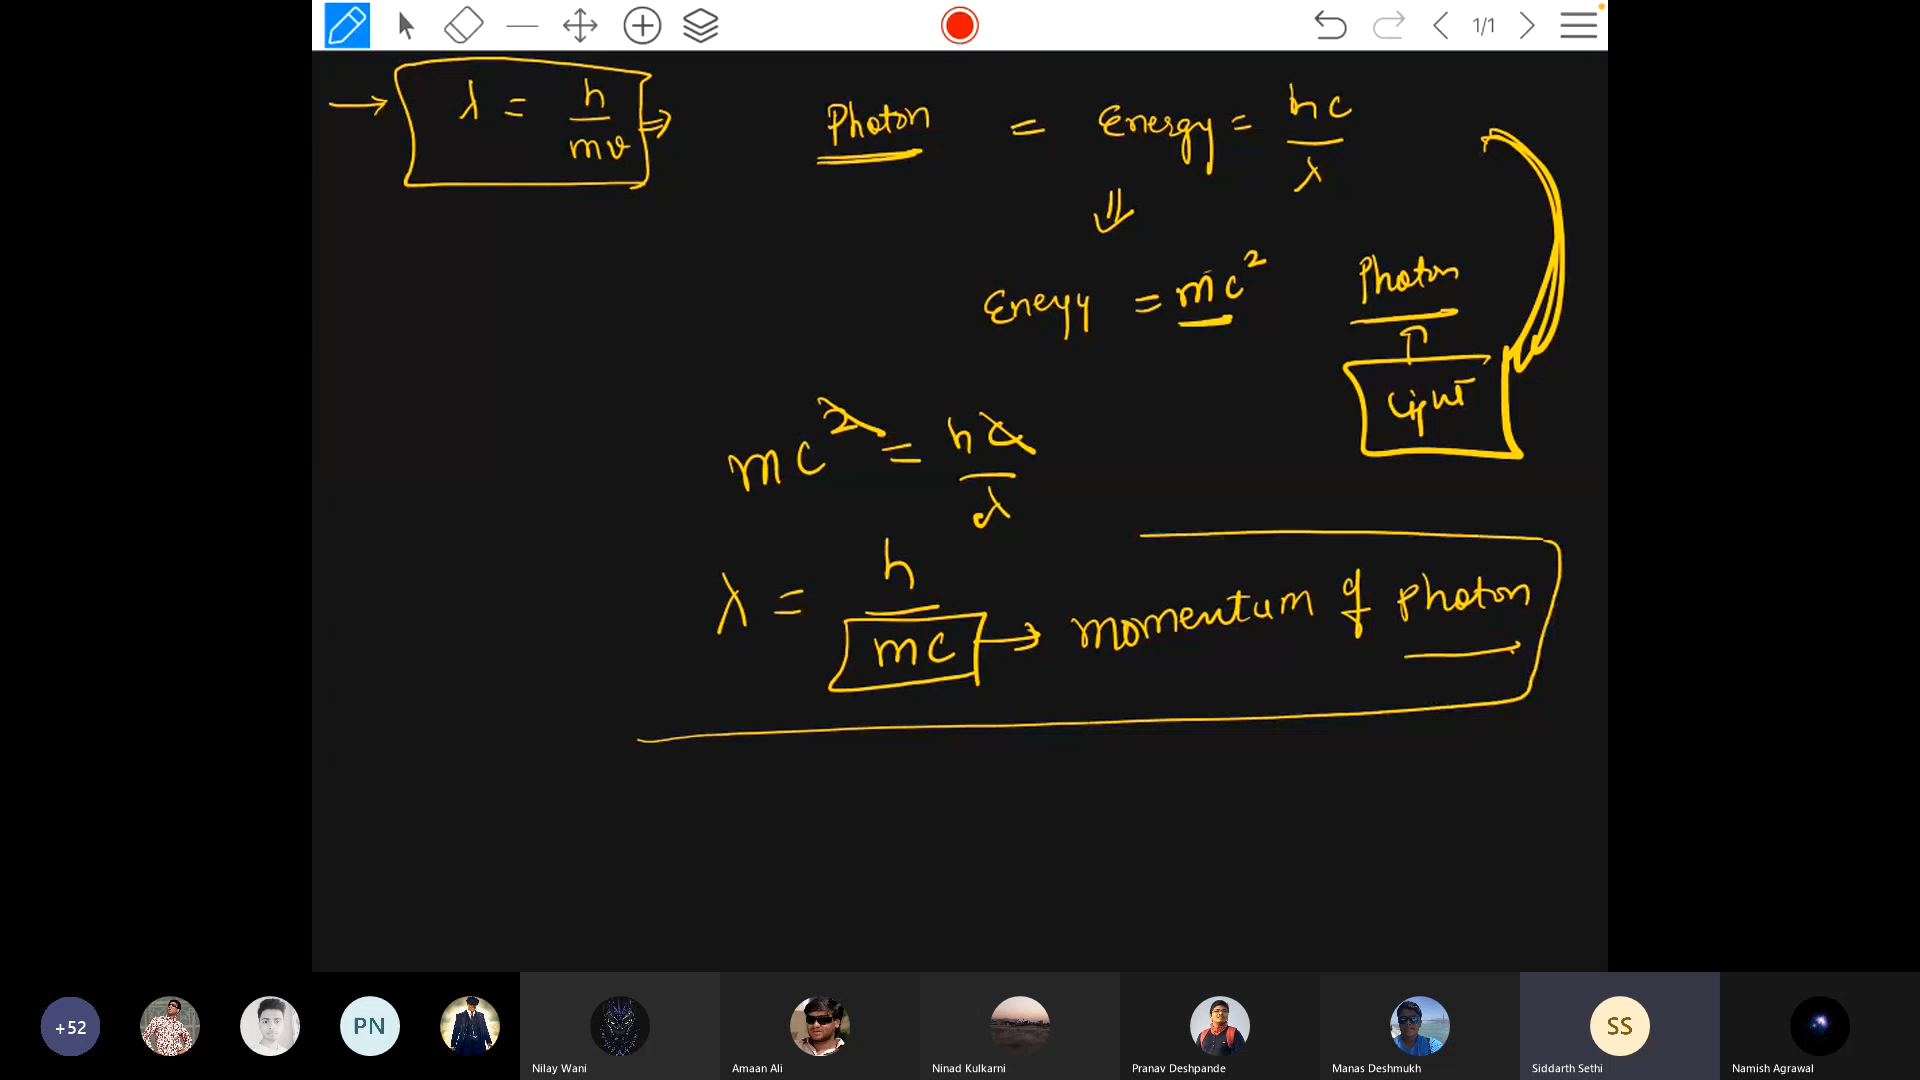 1/1
λ = h/mv
Photon = Energy = hc/λ
⇓
Energy = mc²
Photon
↑
Light
mc² = hc/λ
λ = h/mc → momentum of photon
+52
PN
SS
Nilay Wani
Amaan Ali
Ninad Kulkarni
Pranav Deshpande
Manas Deshmukh
Siddarth Sethi
Namish Agrawal